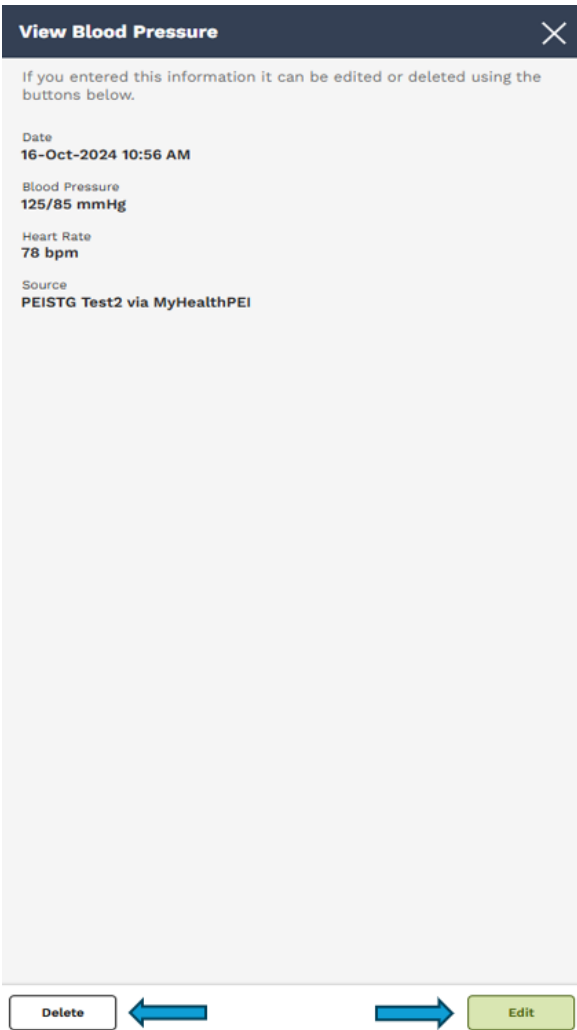 View Blood Pressure
If you entered this information it can be edited or deleted using the
buttons below.
Date
16-Oct-2024 10:56 AM
Blood Pressure
125/85 mmHg
Heart Rate
78 bpm
Source
PEISTG Test2 via MyHealthPEI
Delete
Edit